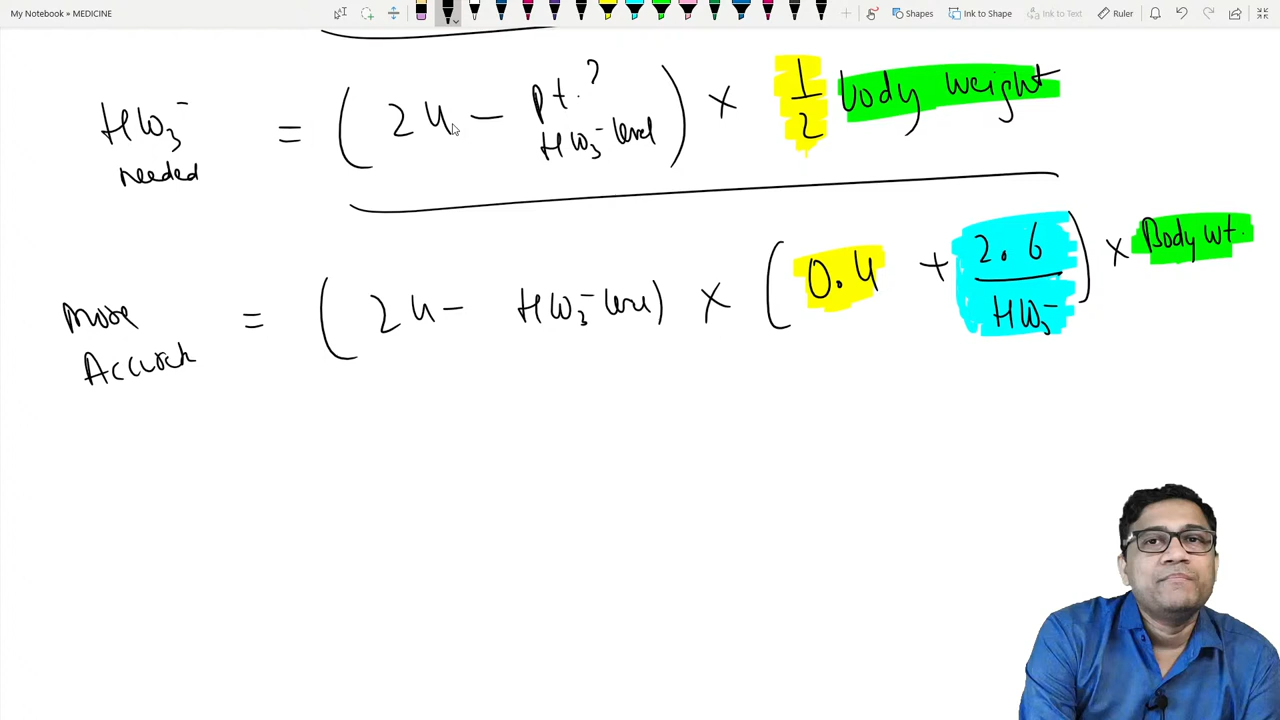 My Notebook » MEDICINE
Shapes Ink to Shape Ink to Text Ruler
HCO3⁻ needed = (24 - pt.? HCO3⁻ level) × 1/2 body weight
more Accurate = (24 - HCO3⁻ level) × (0.4 + 2.6/HCO3⁻) × Body wt.